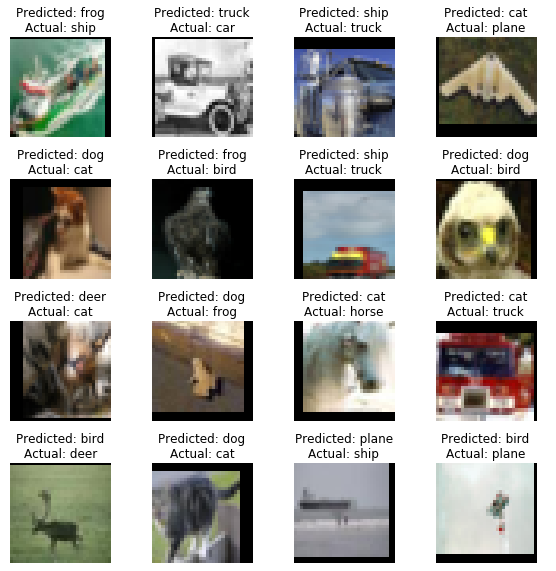 Predicted: frog
Actual: ship
Predicted: truck
Actual: car
Predicted: ship
Actual: truck
Predicted: cat
Actual: plane
Predicted: dog
Actual: cat
Predicted: frog
Actual: bird
Predicted: ship
Actual: truck
Predicted: dog
Actual: bird
Predicted: deer
Actual: cat
Predicted: dog
Actual: frog
Predicted: cat
Actual: horse
Predicted: cat
Actual: truck
Predicted: bird
Actual: deer
Predicted: dog
Actual: cat
Predicted: plane
Actual: ship
Predicted: bird
Actual: plane